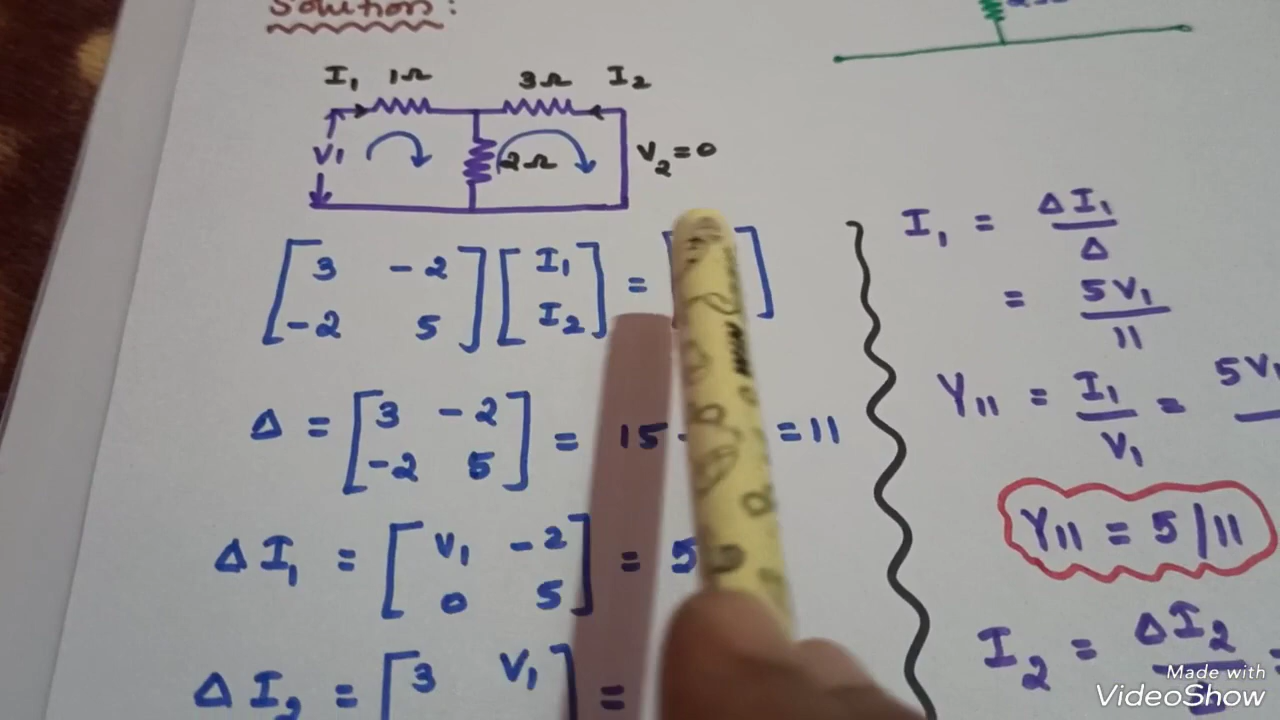 Solution:
I₁ 1Ω 3Ω I₂
V₁ 2Ω V₂=0
[3 -2] [I₁] = [ ]
[-2 5] [I₂]
Δ = [3 -2] = 15- =11
[-2 5]
ΔI₁ = [V₁ -2] = 5
[0 5]
ΔI₂ = [3 V₁] =
I₁ = ΔI₁/Δ
= 5V₁/11
Y₁₁ = I₁/V₁ = 5V₁
Y₁₁ = 5/11
I₂ = ΔI₂
Made with
VideoShow